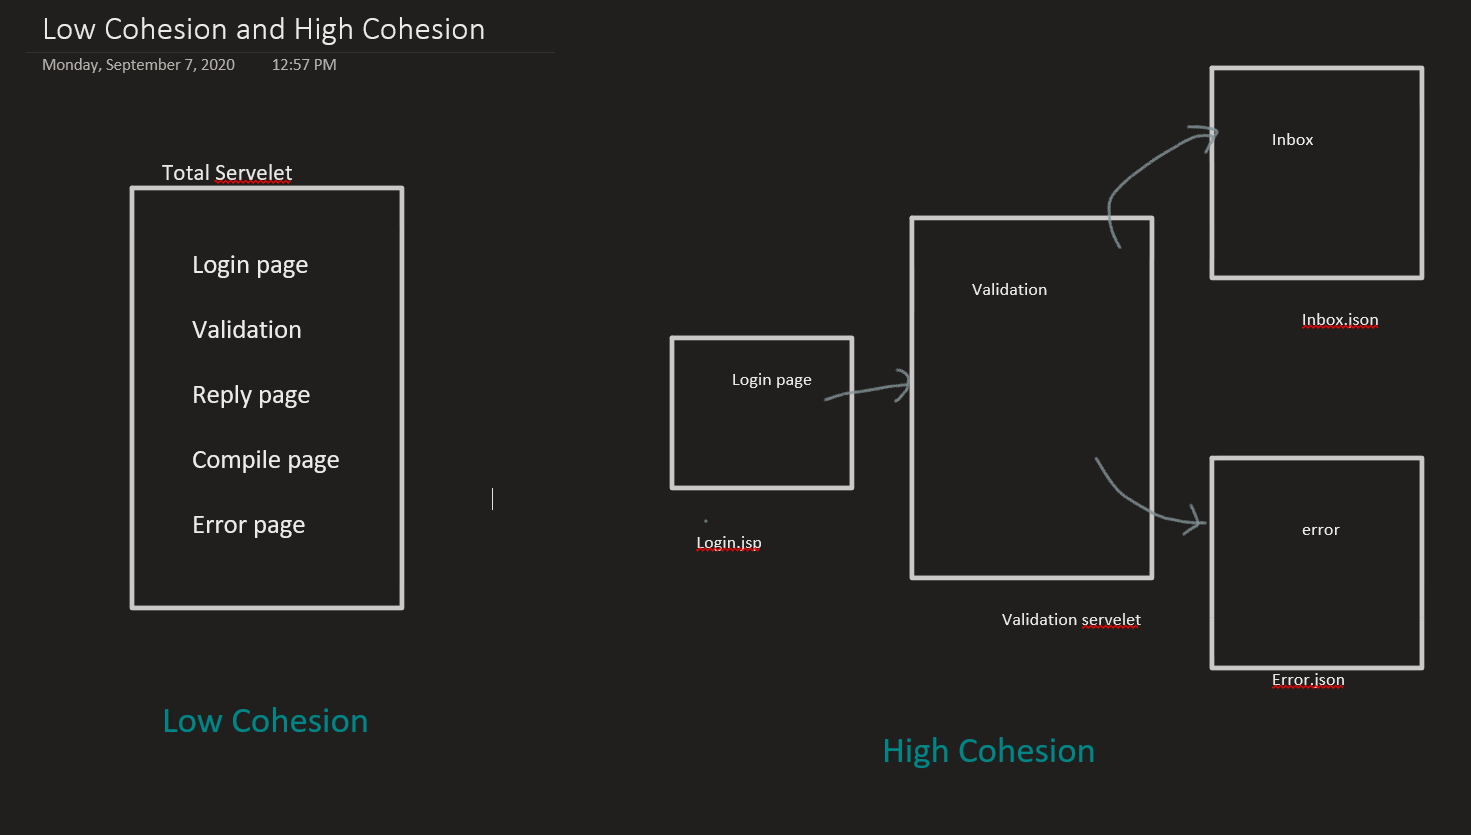 Low Cohesion and High Cohesion
Monday, September 7, 2020 12:57 PM
Total Servelet
Login page
Validation
Reply page
Compile page
Error page
Low Cohesion
Login page
Login.jsp
Validation
Validation servelet
Inbox
Inbox.json
error
Error.json
High Cohesion